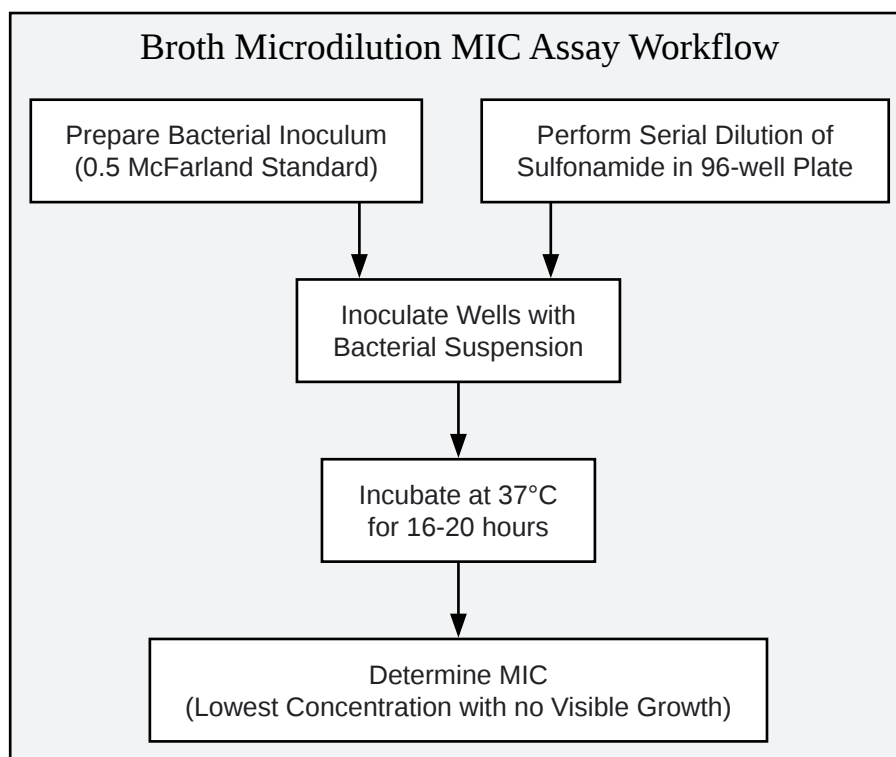 Broth Microdilution MIC Assay Workflow
Prepare Bacterial Inoculum
(0.5 McFarland Standard)
Perform Serial Dilution of
Sulfonamide in 96-well Plate
Inoculate Wells with
Bacterial Suspension
Incubate at 37°C
for 16-20 hours
Determine MIC
(Lowest Concentration with no Visible Growth)